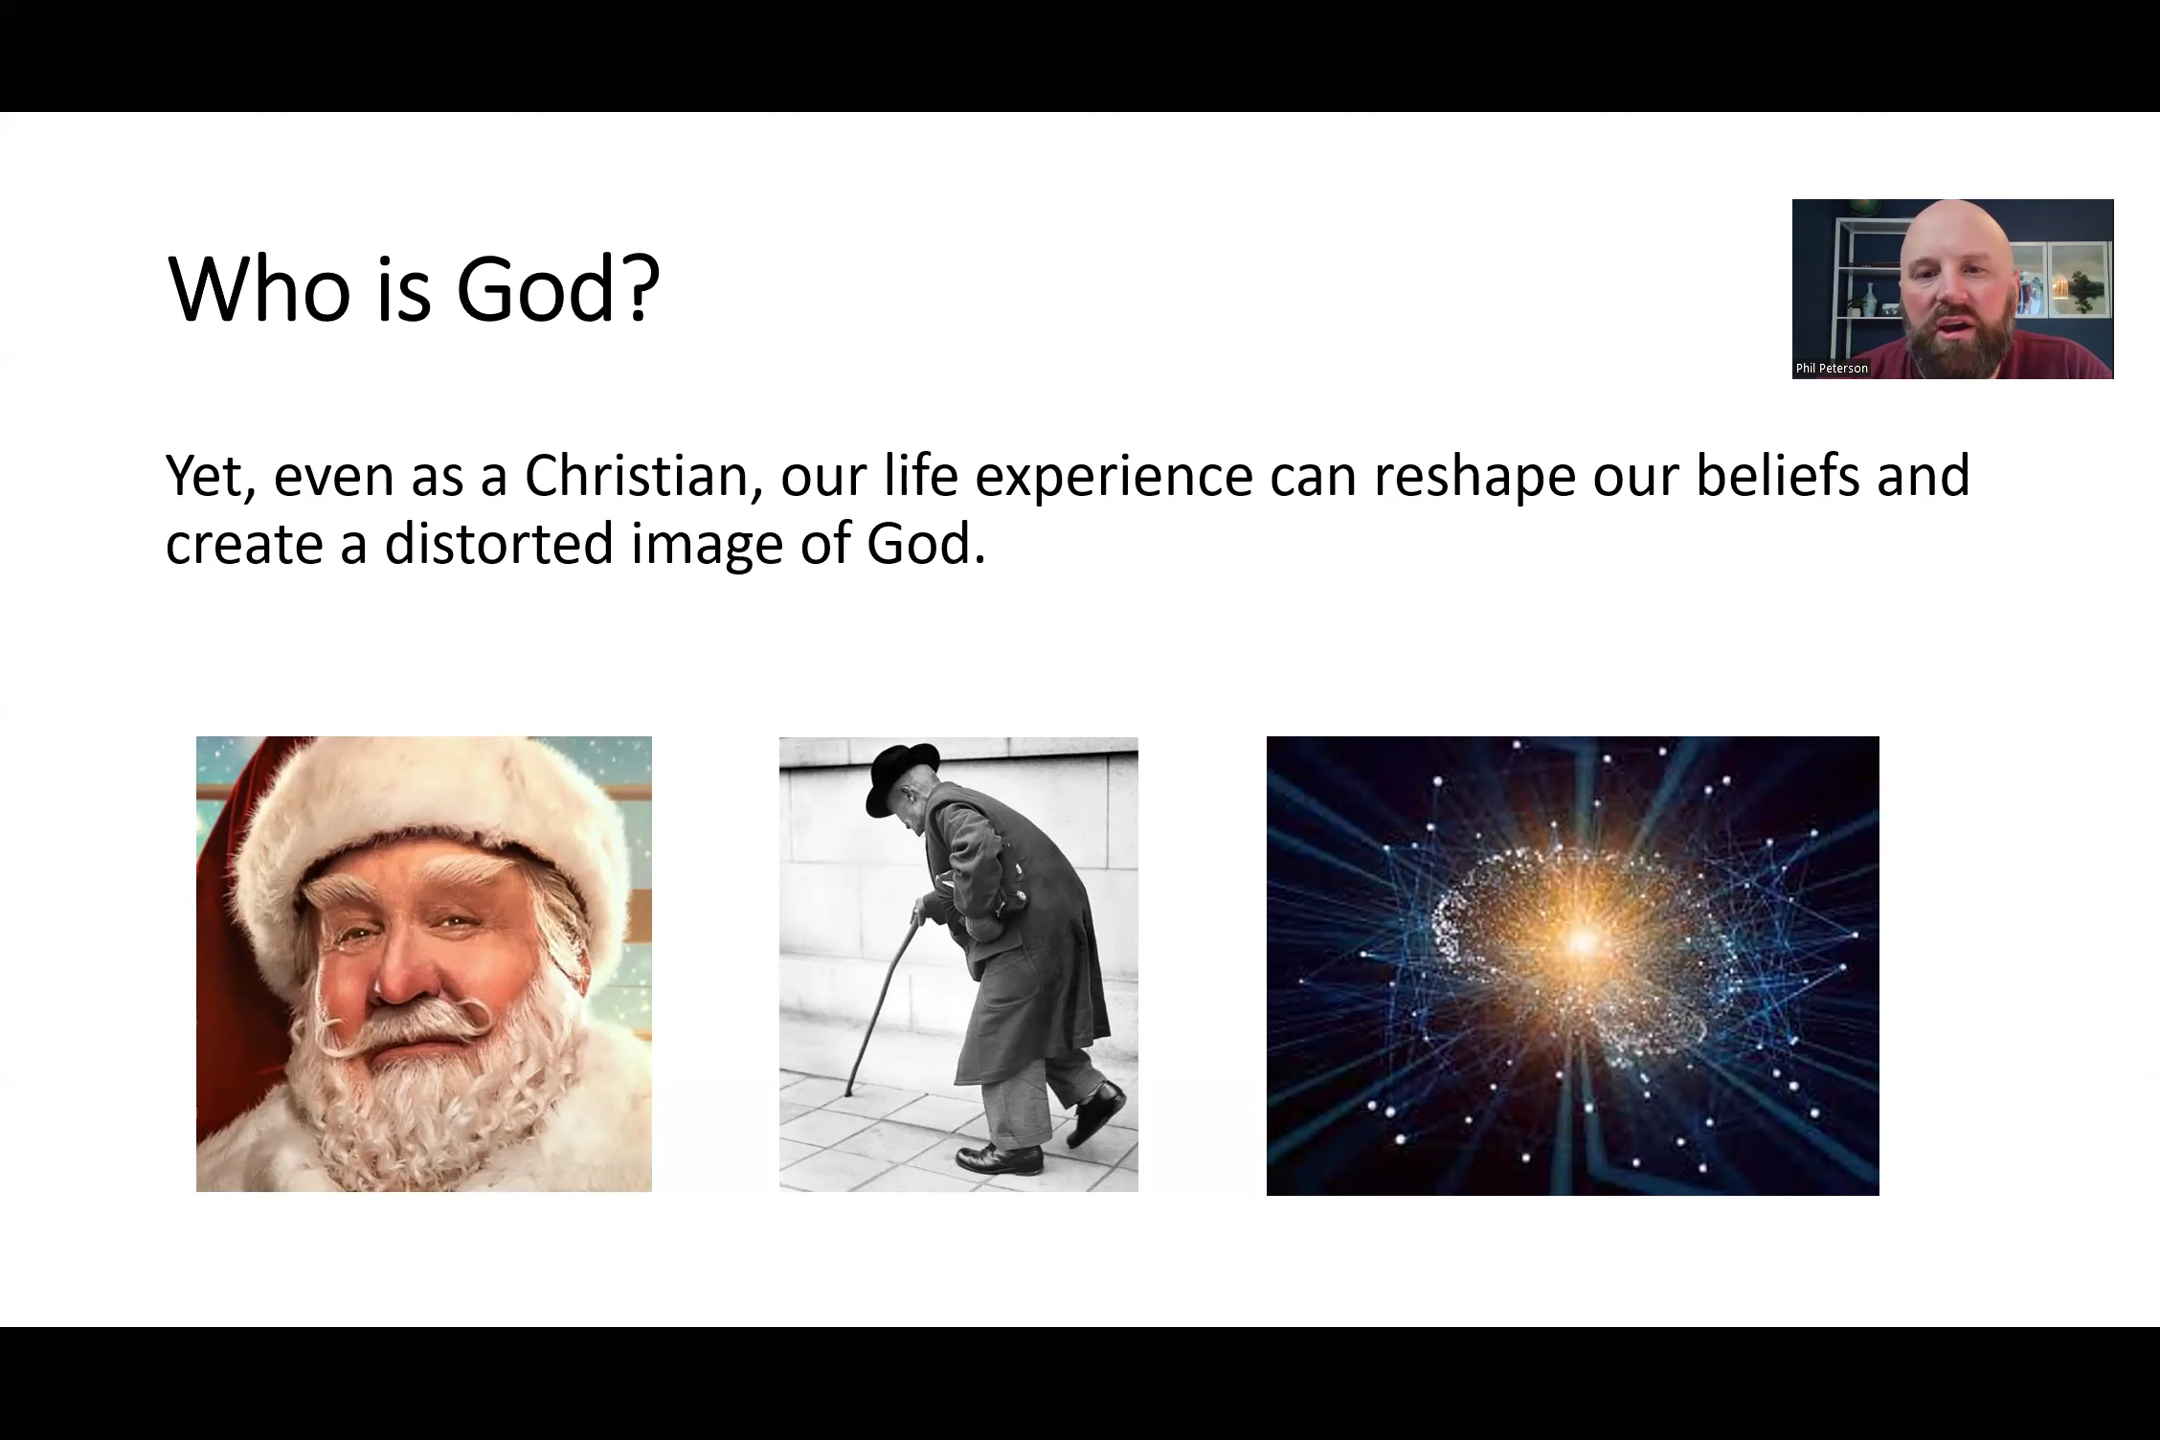 Who is God?
Phil Peterson
Yet, even as a Christian, our life experience can reshape our beliefs and
create a distorted image of God.